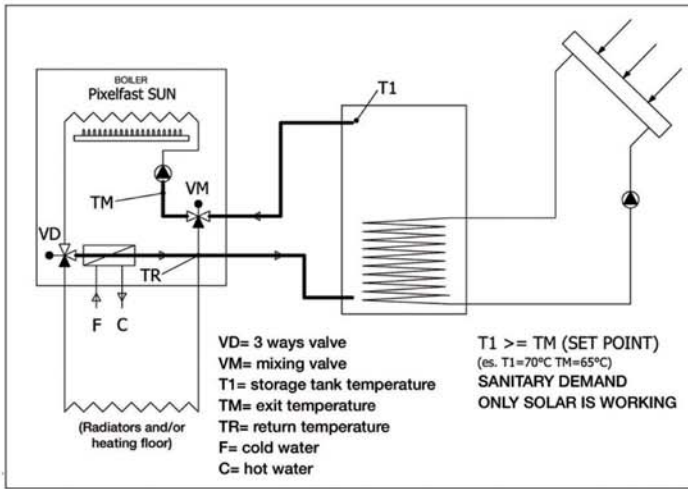 BOILER
Pixelfast SUN
T1
VM
TM
VD
TR
F C
(Radiators and/or
heating floor)
VD= 3 ways valve
VM= mixing valve
T1= storage tank temperature
TM= exit temperature
TR= return temperature
F= cold water
C= hot water
T1 >= TM (SET POINT)
(es. T1=70°C TM=65°C)
SANITARY DEMAND
ONLY SOLAR IS WORKING